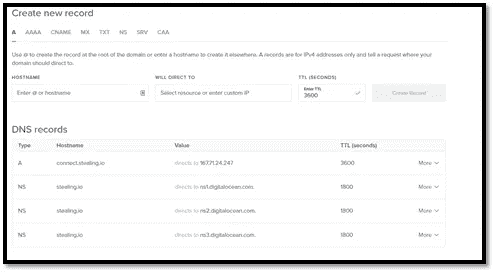 Create new record
A AAAA CNAME MX TXT NS SRV CAA
Use @ to create the record at the root of the domain or enter a hostname to create it elsewhere. A records are for IPv4 addresses only and tell a request where your
domain should direct to.
HOSTNAME WILL DIRECT TO TTL (SECONDS)
Enter @ or hostname Select resource or enter custom IP Enter TTL 3600 Create Record
DNS records
Type Hostname Value TTL (seconds)
A connect.stealing.io directs to 167.71.24.247 3600 More
NS stealing.io directs to ns1.digitalocean.com. 1800 More
NS stealing.io directs to ns2.digitalocean.com. 1800 More
NS stealing.io directs to ns3.digitalocean.com. 1800 More